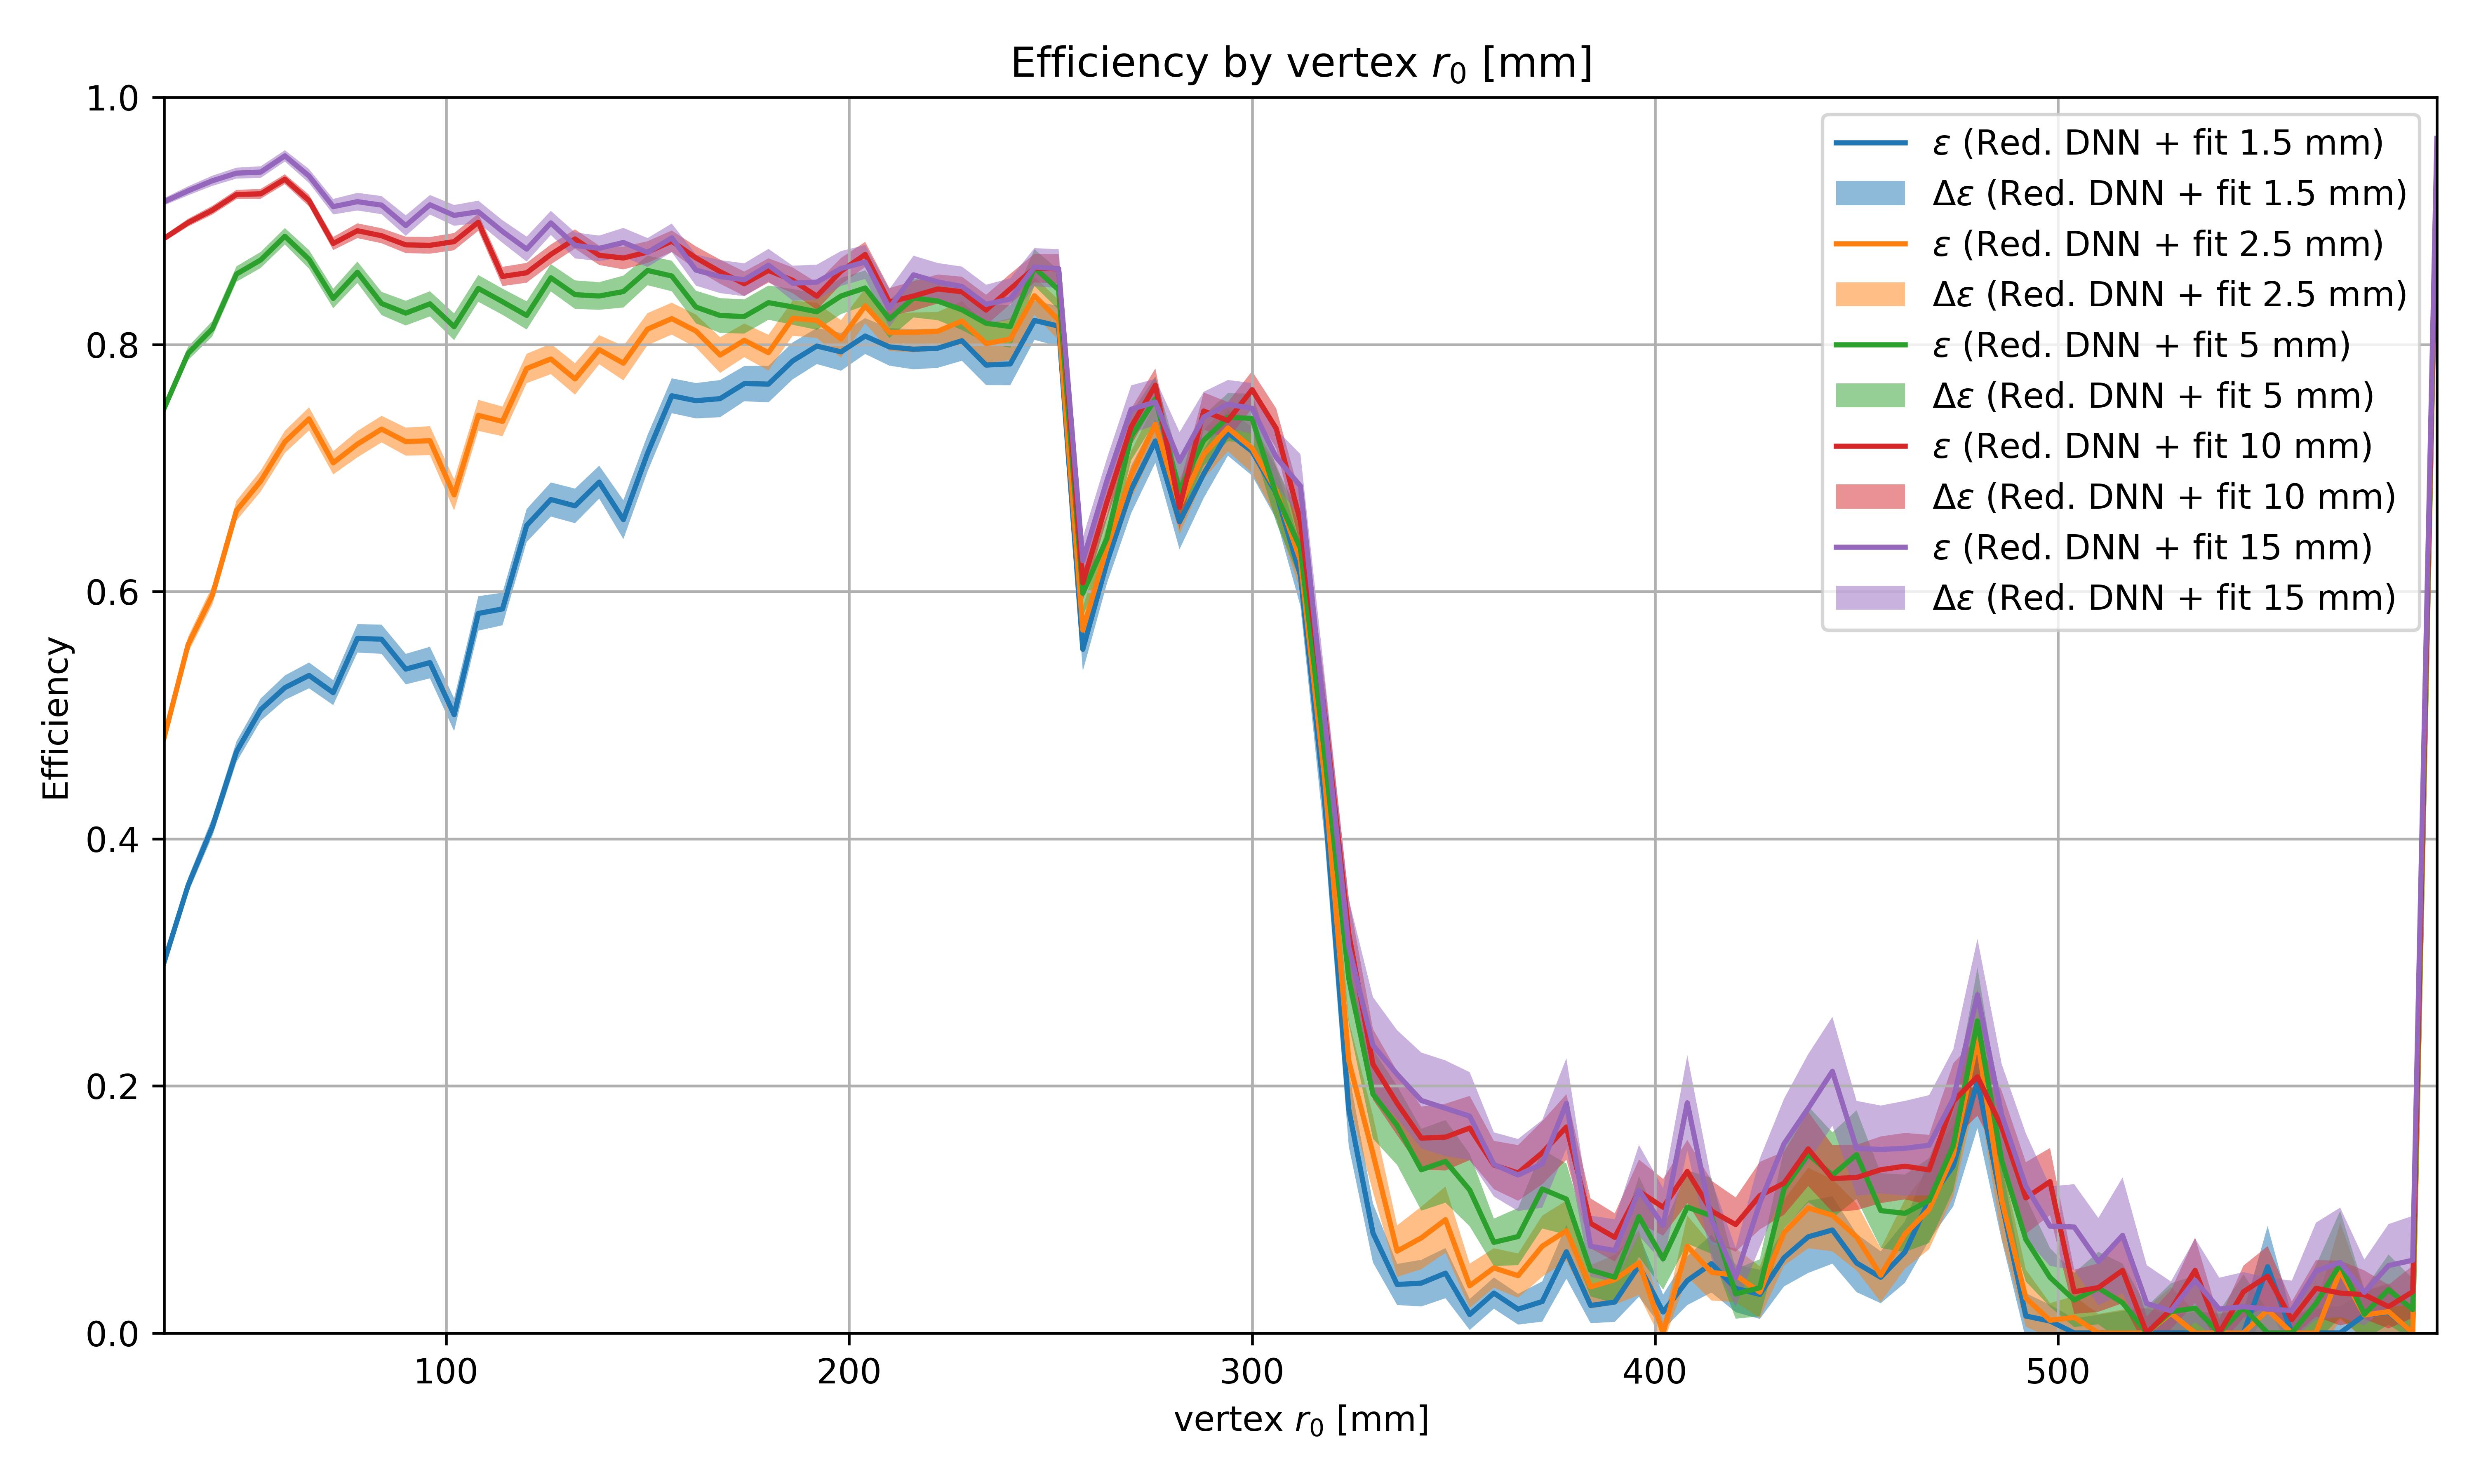 Efficiency by vertex r₀ [mm]
1.0
0.8
0.6
0.4
0.2
0.0
Efficiency
ε (Red. DNN + fit 1.5 mm)
Δε (Red. DNN + fit 1.5 mm)
ε (Red. DNN + fit 2.5 mm)
Δε (Red. DNN + fit 2.5 mm)
ε (Red. DNN + fit 5 mm)
Δε (Red. DNN + fit 5 mm)
ε (Red. DNN + fit 10 mm)
Δε (Red. DNN + fit 10 mm)
ε (Red. DNN + fit 15 mm)
Δε (Red. DNN + fit 15 mm)
100 200 300 400 500
vertex r₀ [mm]